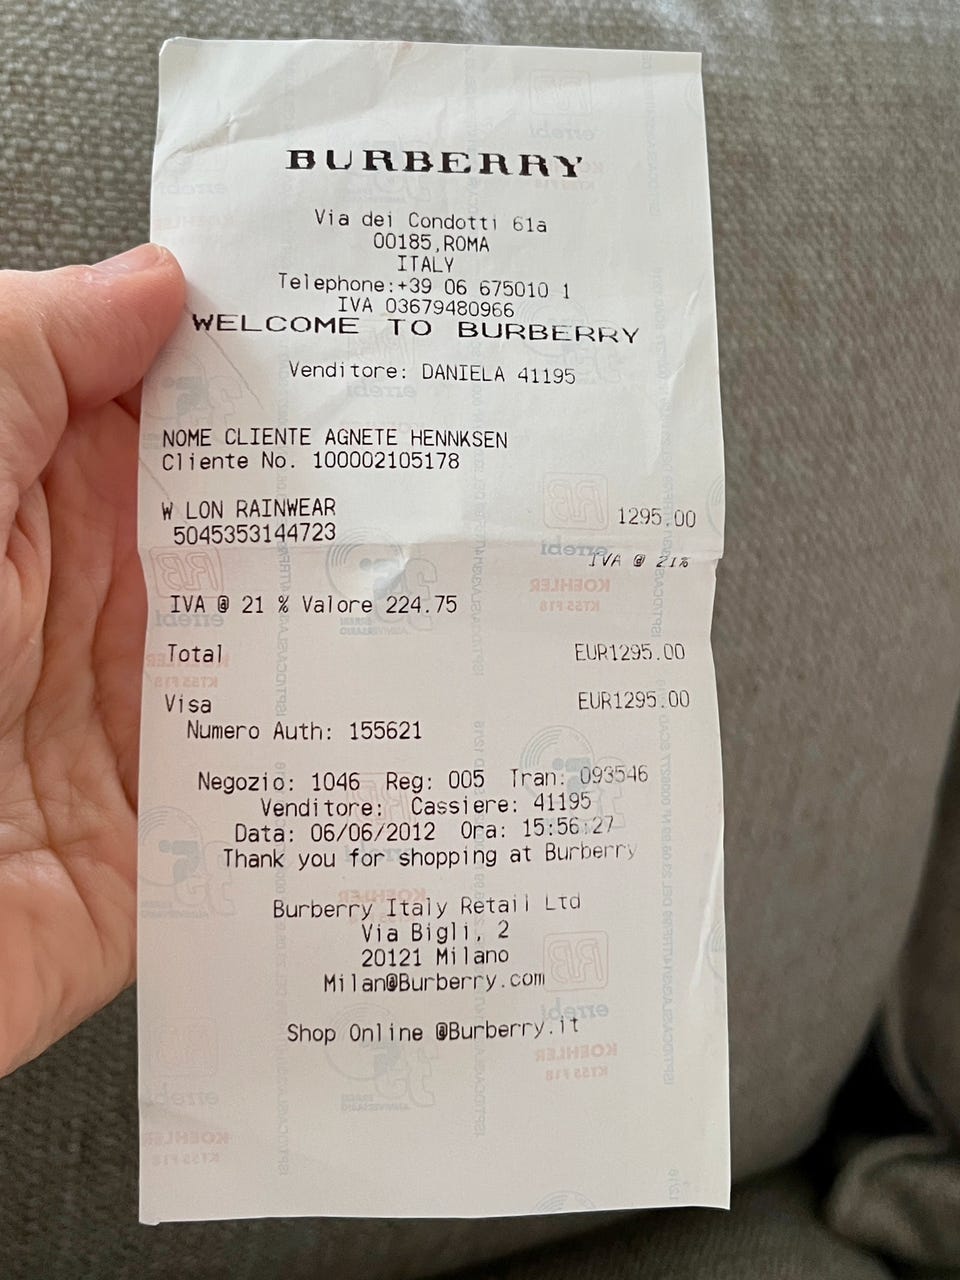 BURBERRY
Via dei Condotti 61a
00185,ROMA
ITALY
Telephone:+39 06 675010 1
IVA 03679480966
WELCOME TO BURBERRY
Venditore: DANIELA 41195
NOME CLIENTE AGNETE HENNKSEN
Cliente No. 100002105178
W LON RAINWEAR 1295.00
5045353144723
IVA @ 21%
IVA @ 21 % Valore 224.75
Total EUR1295.00
Visa EUR1295.00
Numero Auth: 155621
Negozio: 1046 Reg: 005 Tran: 093546
Venditore: Cassiere: 41195
Data: 06/06/2012 Ora: 15:56:27
Thank you for shopping at Burberry
Burberry Italy Retail Ltd
Via Bigli, 2
20121 Milano
Milan@Burberry.com
Shop Online @Burberry.it